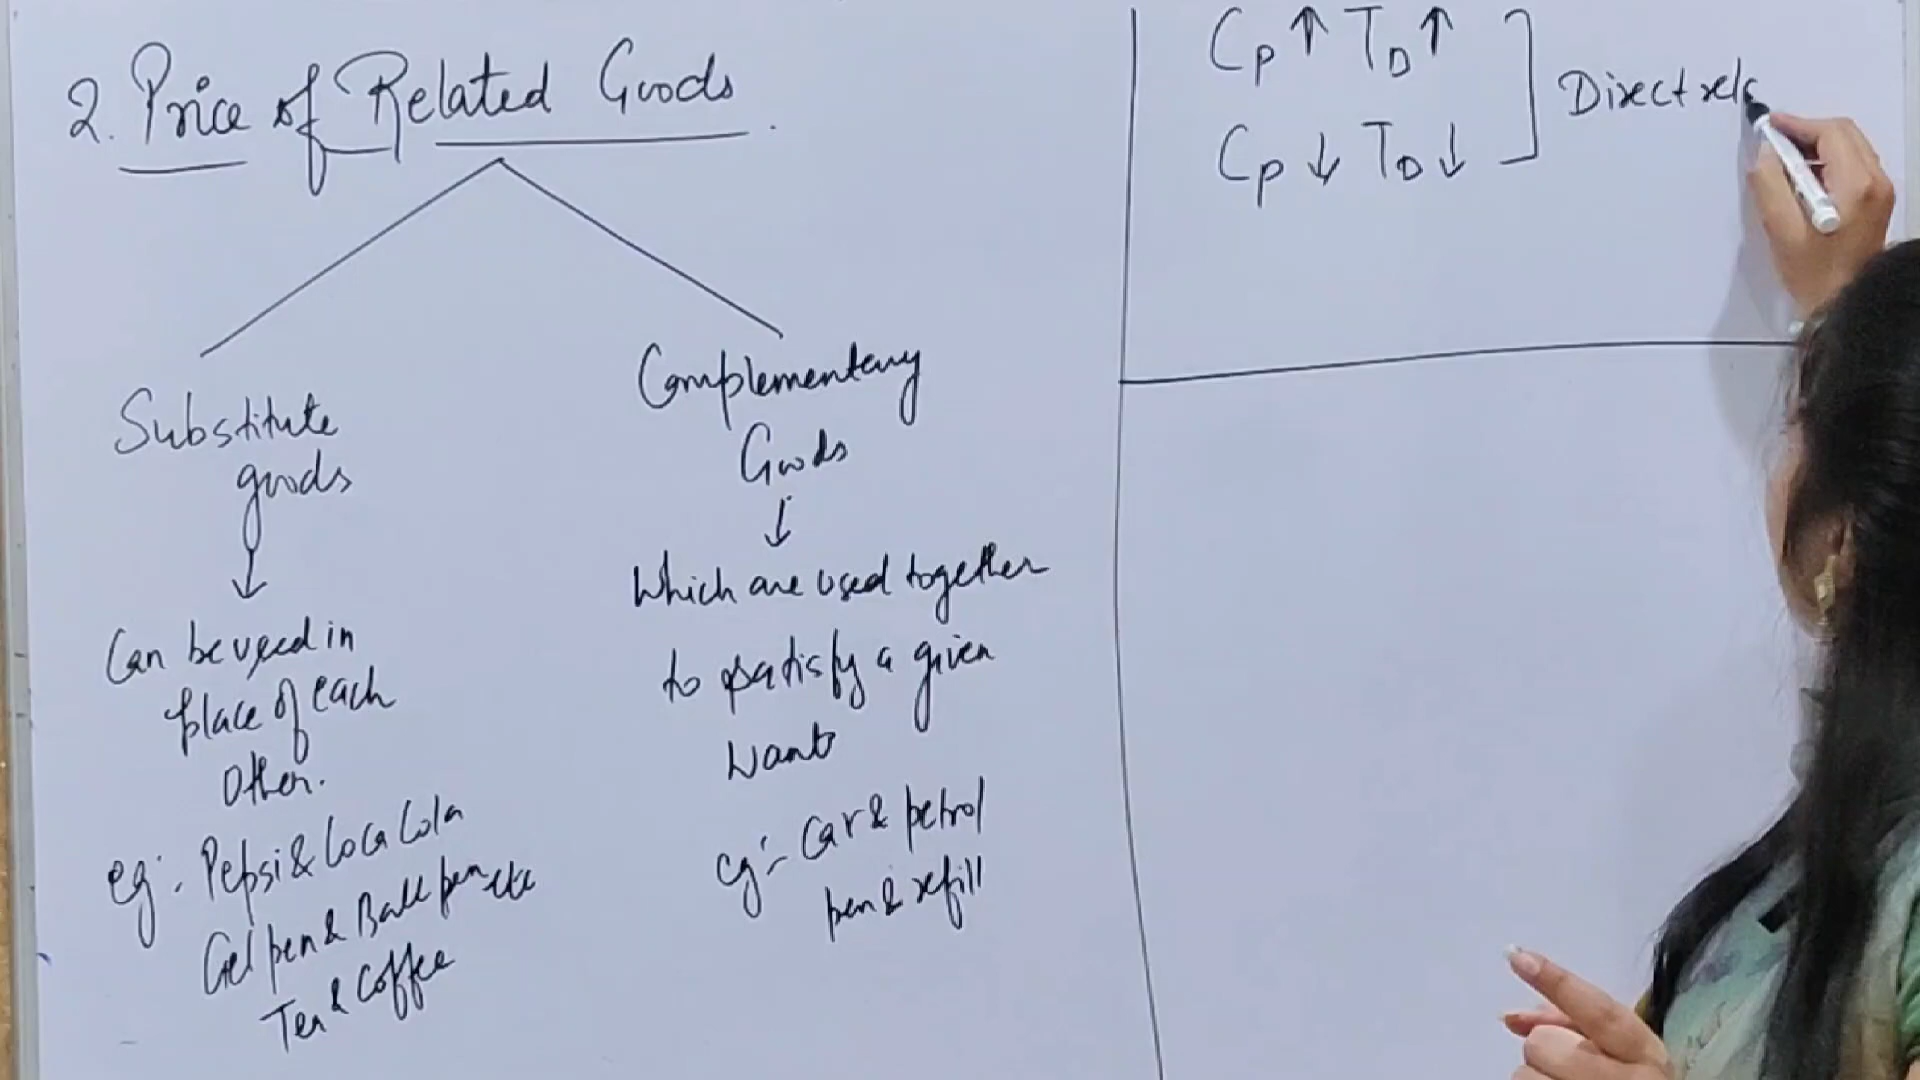 2. Price of Related Goods.
Substitute
goods
↓
Can be used in
place of each
other.
eg:- Pepsi & Coca Cola
Gel pen & Ball pen etc
Tea & Coffee
Complementary
Goods
↓
Which are used together
to satisfy a given
want
eg:- Car & petrol
pen & refill
Cp ↑ TD ↑
Cp ↓ TD ↓
Direct rela